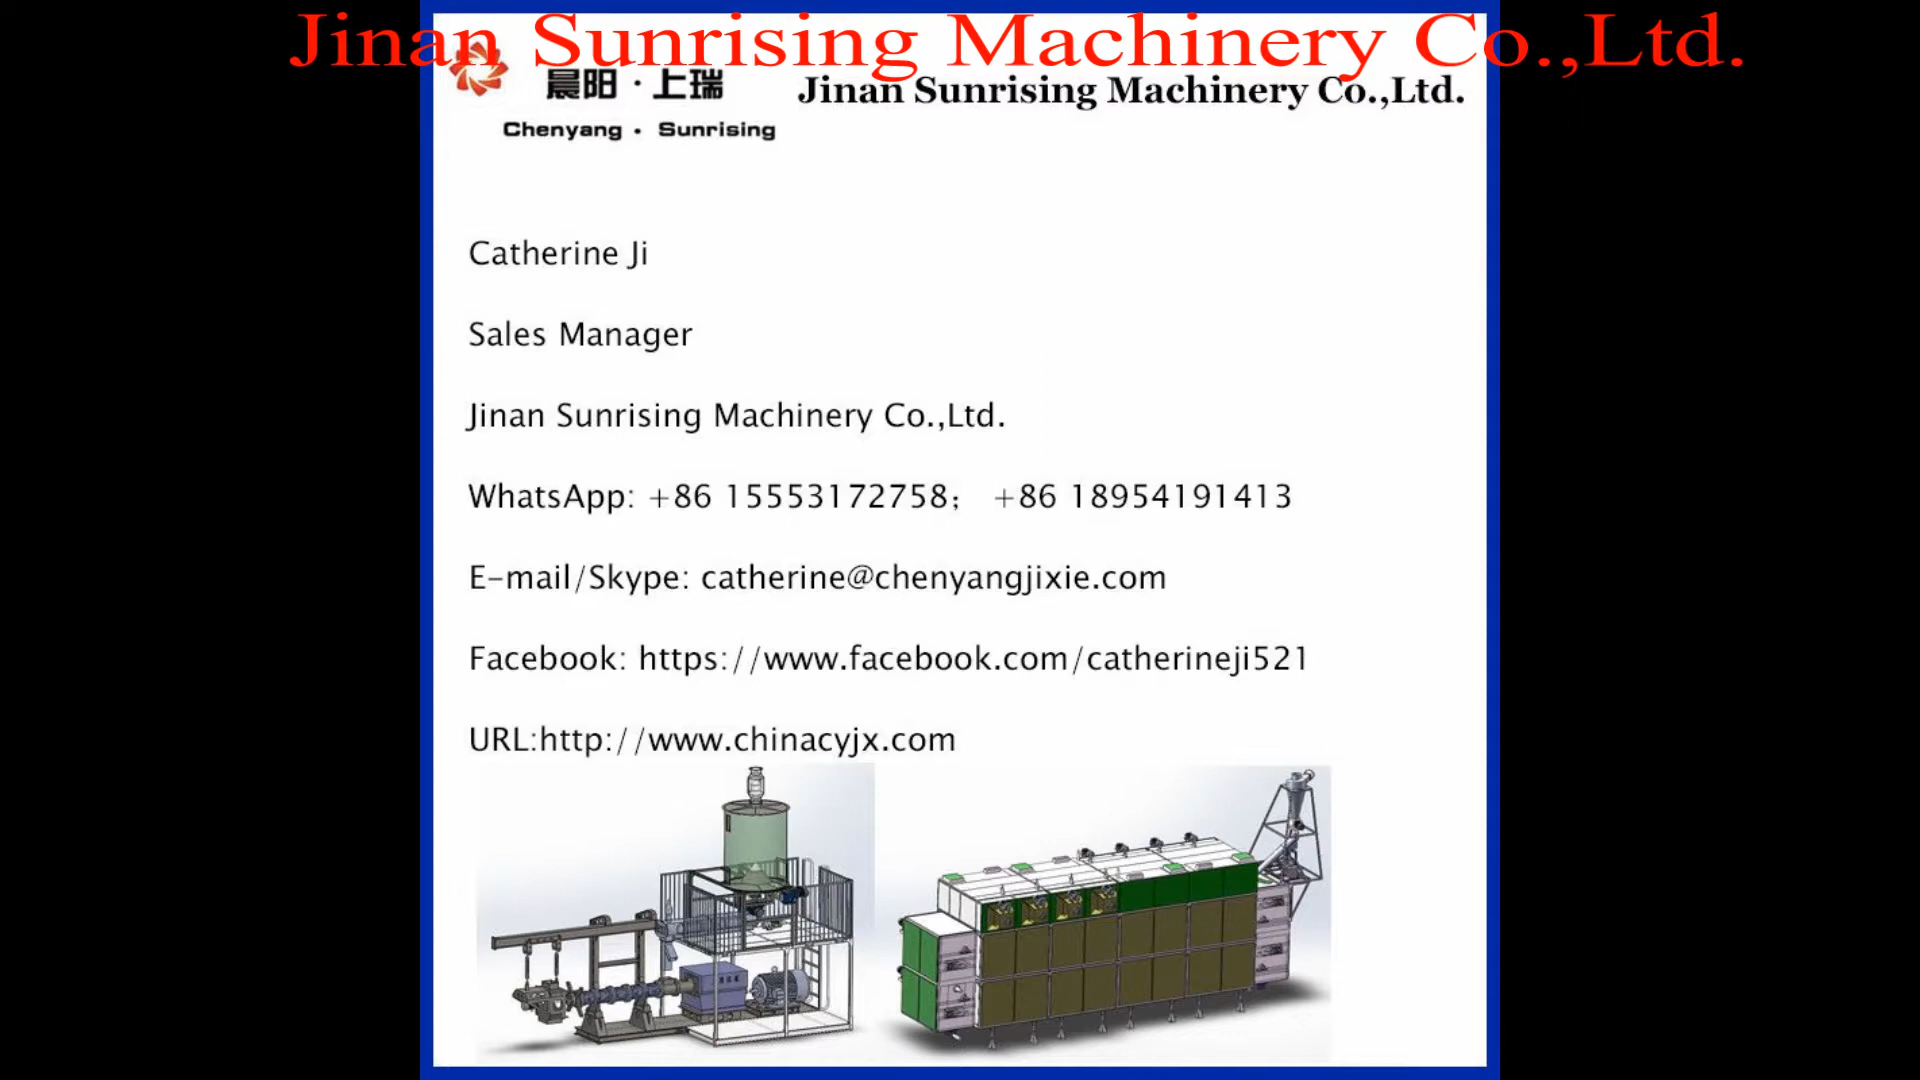 Jinan Sunrising Machinery Co.,Ltd.
晨阳·上瑞
Jinan Sunrising Machinery Co.,Ltd.
Chenyang · Sunrising
Catherine Ji
Sales Manager
Jinan Sunrising Machinery Co.,Ltd.
WhatsApp: +86 15553172758； +86 18954191413
E-mail/Skype: catherine@chenyangjixie.com
Facebook: https://www.facebook.com/catherineji521
URL:http://www.chinacyjx.com